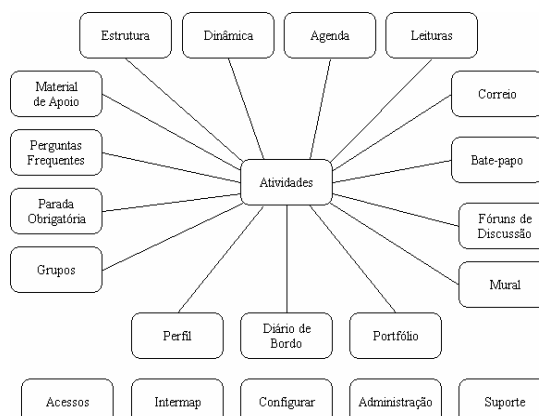 Estrutura
Dinâmica
Agenda
Leituras
Material
de Apoio
Correio
Perguntas
Frequentes
Bate-papo
Atividades
Parada
Obrigatória
Fóruns de
Discussão
Grupos
Mural
Perfil
Diário de
Bordo
Portfólio
Acessos
Intermap
Configurar
Administração
Suporte